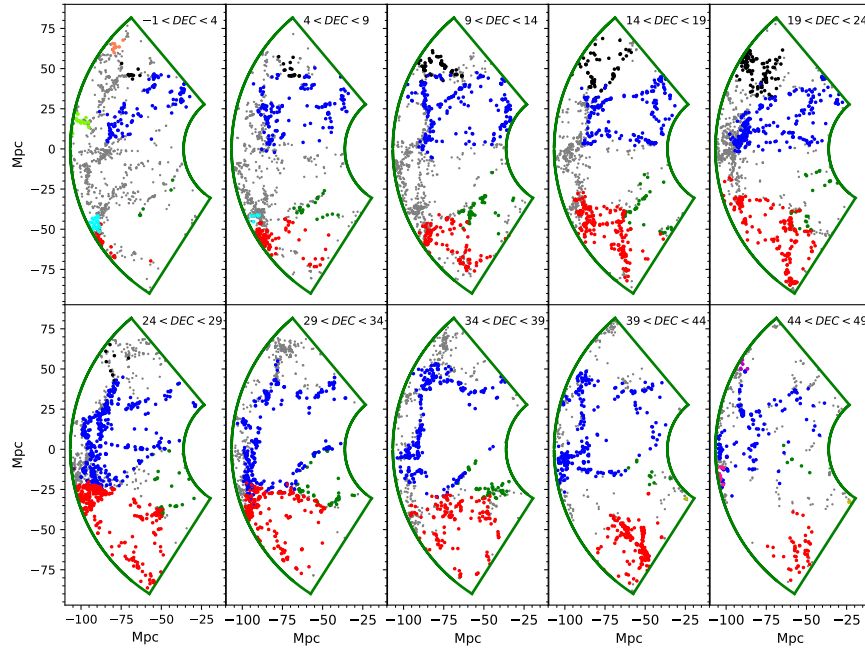 −1 < DEC < 4
4 < DEC < 9
9 < DEC < 14
14 < DEC < 19
19 < DEC < 24
75
50
25
0
−25
−50
−75
Mpc
24 < DEC < 29
29 < DEC < 34
34 < DEC < 39
39 < DEC < 44
44 < DEC < 49
75
50
25
0
−25
−50
−75
Mpc
−100 −75 −50 −25
−100 −75 −50 −25
−100 −75 −50 −25
−100 −75 −50 −25
−100 −75 −50 −25
Mpc
Mpc
Mpc
Mpc
Mpc